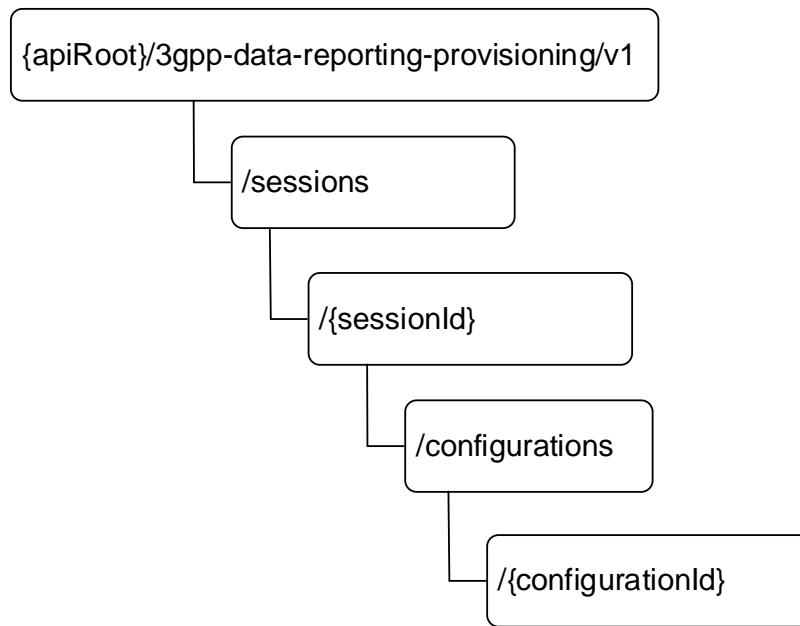 {apiRoot}/3gpp-data-reporting-provisioning/v1
/sessions
/{sessionId}
/configurations
/{configurationId}